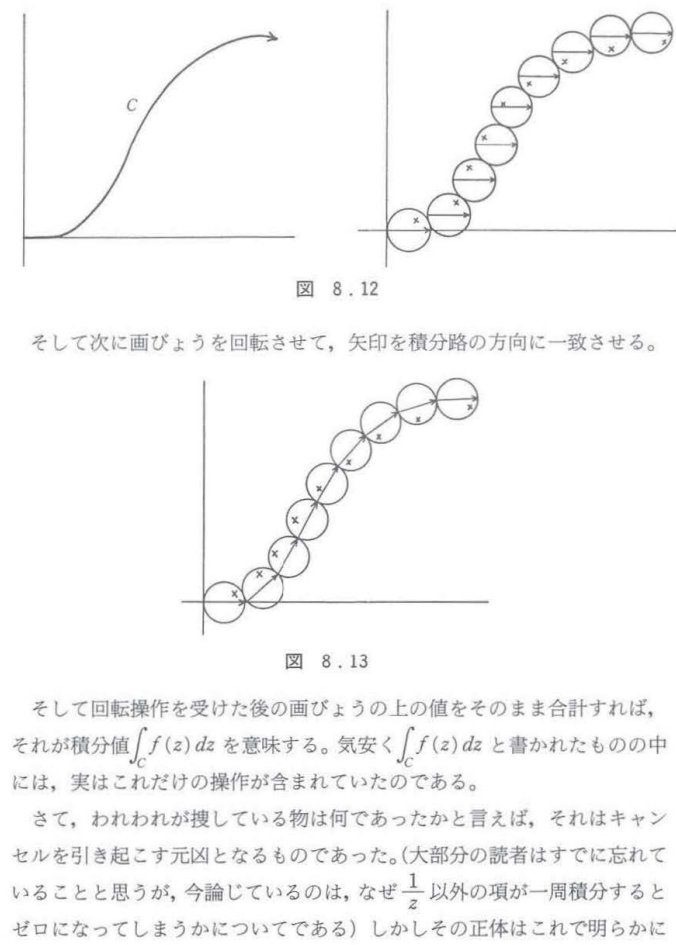 C
図 8.12
そして次に画びょうを回転させて，矢印を積分路の方向に一致させる。
図 8.13
そして回転操作を受けた後の画びょうの上の値をそのまま合計すれば，
それが積分値∫_C f(z)dz を意味する。気安く∫_C f(z)dz と書かれたものの中
には，実はこれだけの操作が含まれていたのである。
さて，われわれが捜している物は何であったかと言えば，それはキャン
セルを引き起こす元凶となるものであった。(大部分の読者はすでに忘れて
いることと思うが，今論じているのは，なぜ 1/z 以外の項が一周積分すると
ゼロになってしまうかについてである) しかしその正体はこれで明らかに